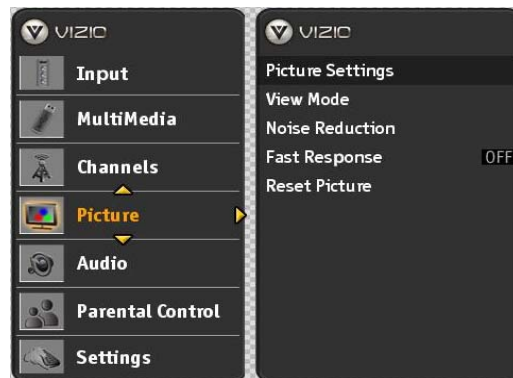 VIZIO
Input
MultiMedia
Channels
Picture
Audio
Parental Control
Settings
VIZIO
Picture Settings
View Mode
Noise Reduction
Fast Response OFF
Reset Picture